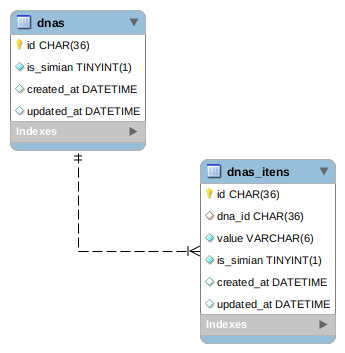 dnas
id CHAR(36)
is_simian TINYINT(1)
created_at DATETIME
updated_at DATETIME
Indexes
dnas_itens
id CHAR(36)
dna_id CHAR(36)
value VARCHAR(6)
is_simian TINYINT(1)
created_at DATETIME
updated_at DATETIME
Indexes